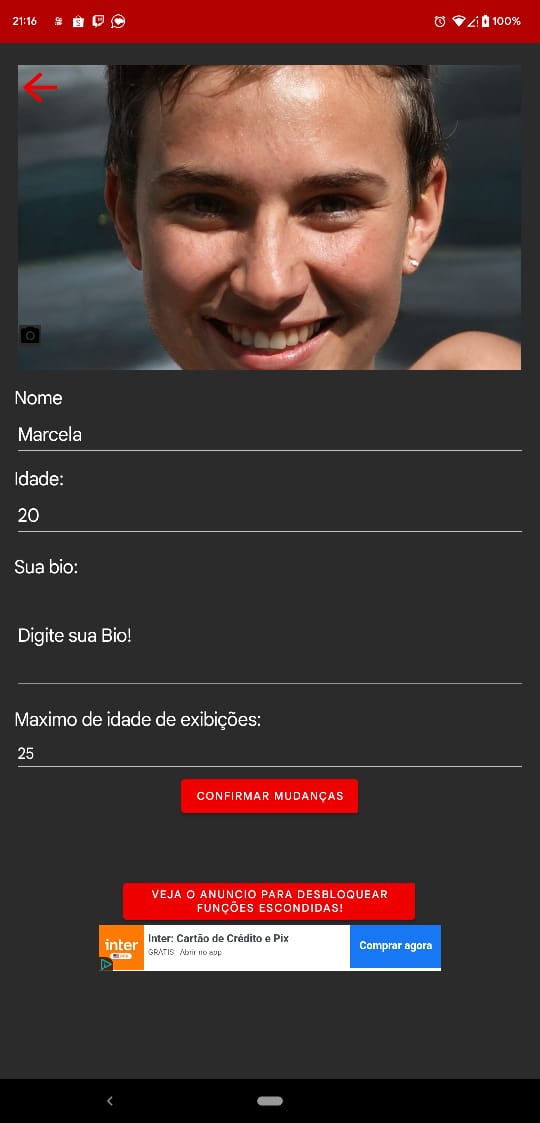 21:16
100%
Nome
Marcela
Idade:
20
Sua bio:
Digite sua Bio!
Maximo de idade de exibições:
25
CONFIRMAR MUDANÇAS
VEJA O ANUNCIO PARA DESBLOQUEAR
FUNÇÕES ESCONDIDAS!
inter
Inter: Cartão de Crédito e Pix
GRÁTIS Abrir no app
Comprar agora